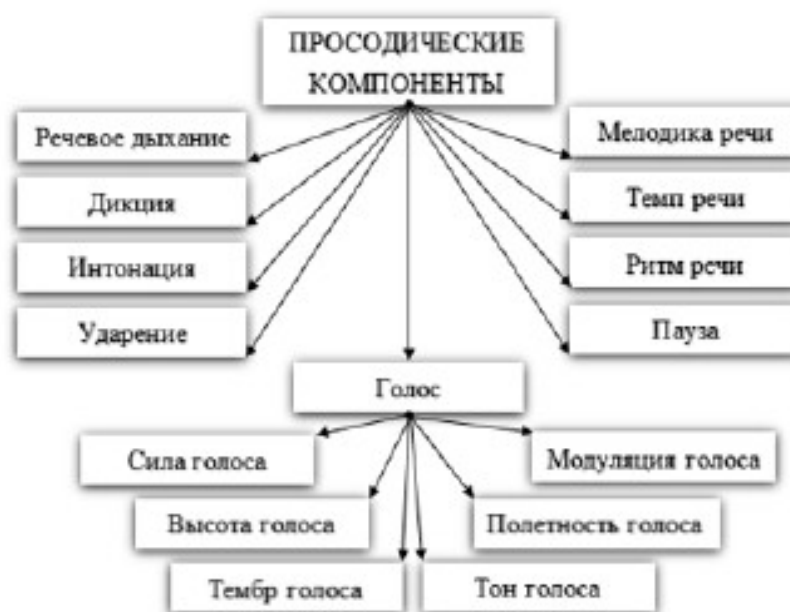 ПРОСОДИЧЕСКИЕ
КОМПОНЕНТЫ
Речевое дыхание
Мелодика речи
Дикция
Темп речи
Интонация
Ритм речи
Ударение
Пауза
Голос
Сила голоса
Модуляция голоса
Высота голоса
Полетность голоса
Тембр голоса
Тон голоса